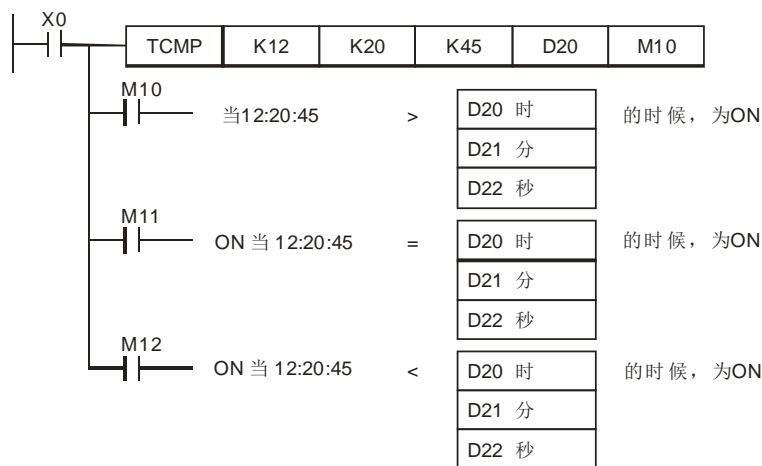 X0
TCMP K12 K20 K45 D20 M10
M10
当12:20:45 > D20 时 的时候，为ON
D21 分
D22 秒
M11
ON 当 12:20:45 = D20 时 的时候，为ON
D21 分
D22 秒
M12
ON 当 12:20:45 < D20 时 的时候，为ON
D21 分
D22 秒